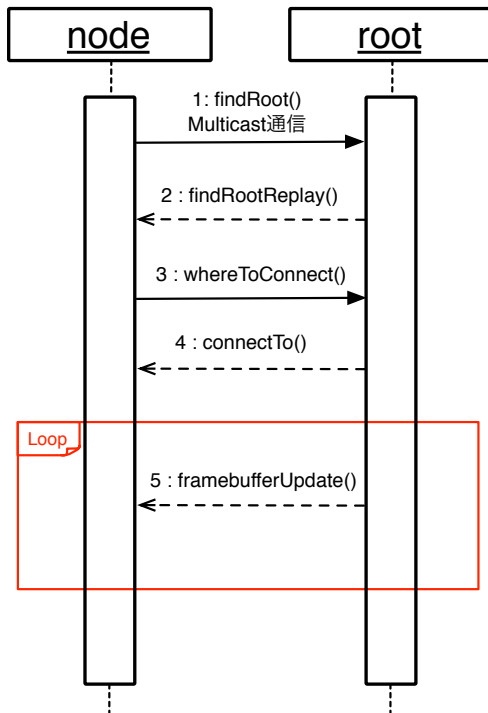 node
root
1: findRoot()
Multicast通信
2 : findRootReplay()
3 : whereToConnect()
4 : connectTo()
Loop
5 : framebufferUpdate()